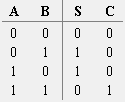 A B S C
0 0 0 0
0 1 1 0
1 0 1 0
1 1 0 1